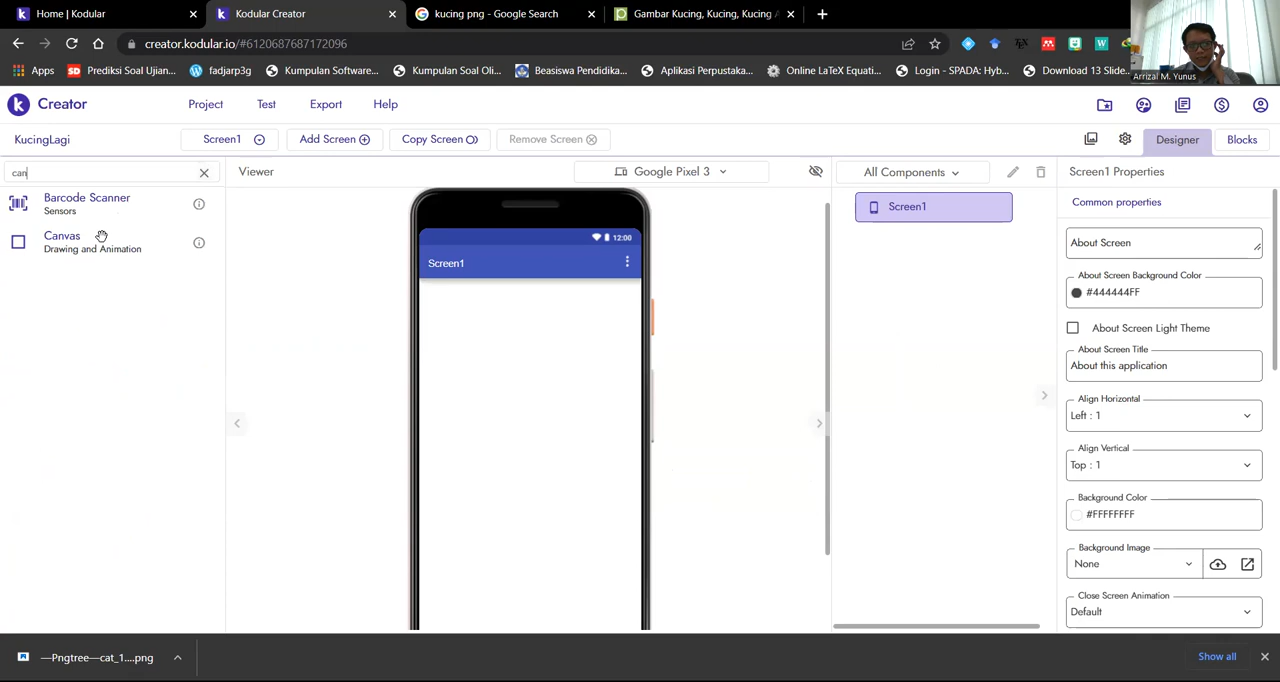 Home | Kodular
Kodular Creator
kucing png - Google Search
Gambar Kucing, Kucing, Kucing
creator.kodular.io/#6120687687172096
Apps
Prediksi Soal Ujian...
fadjarp3g
Kumpulan Software...
Kumpulan Soal Oli...
Beasiswa Pendidika...
Aplikasi Perpustaka...
Online LaTeX Equati...
Login - SPADA: Hyb...
Download 13 Slide...
Arrizal M. Yunus
Creator
Project
Test
Export
Help
KucingLagi
Screen1
Add Screen
Copy Screen
Remove Screen
Designer
Blocks
can
Viewer
Google Pixel 3
All Components
Screen1 Properties
Barcode Scanner
Sensors
Canvas
Drawing and Animation
12:00
Screen1
Screen1
Common properties
About Screen
About Screen Background Color
#444444FF
About Screen Light Theme
About Screen Title
About this application
Align Horizontal
Left : 1
Align Vertical
Top : 1
Background Color
#FFFFFFFF
Background Image
None
Close Screen Animation
Default
—Pngtree—cat_1....png
Show all